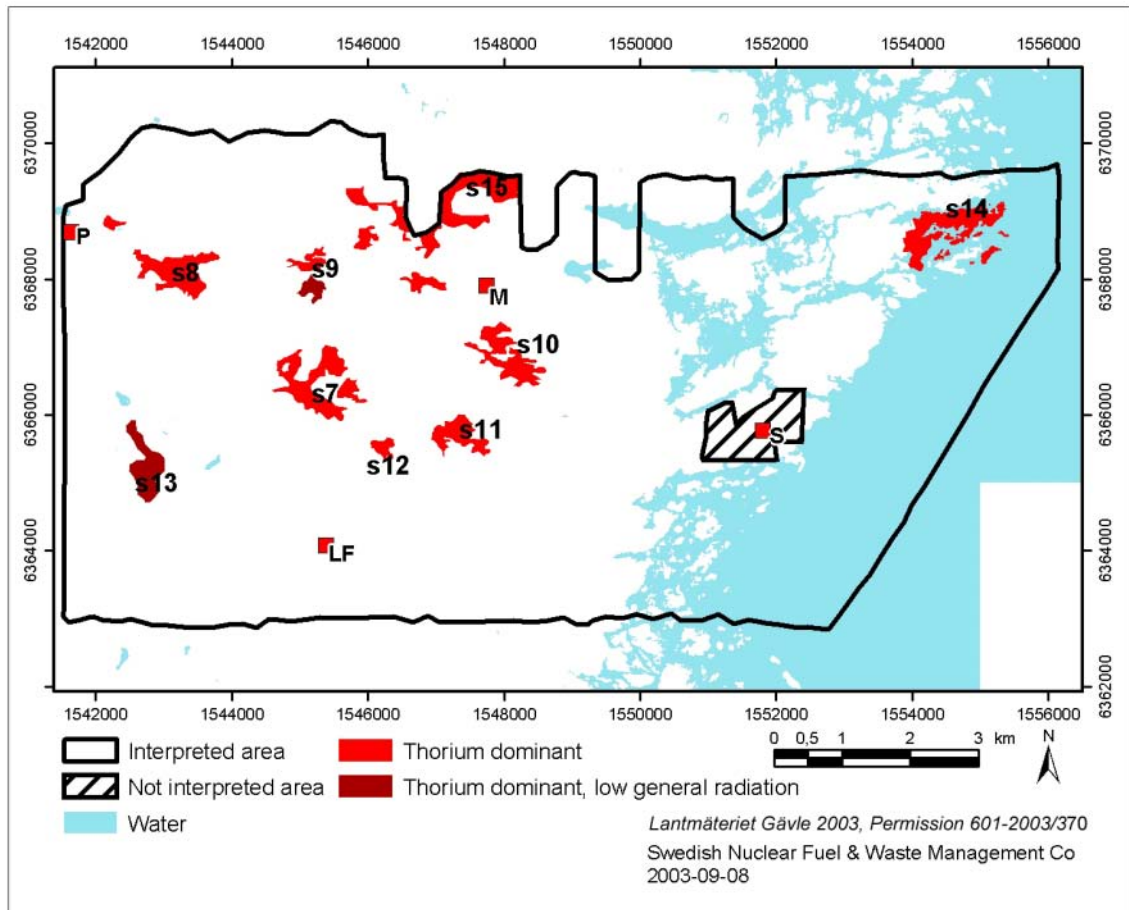 1542000 1544000 1546000 1548000 1550000 1552000 1554000 1556000
6370000 6370000
s15
s14
P
s8
s9
6368000 6368000
M
s10
s7
6366000 6366000
s11
S
s12
s13
6364000 6364000
LF
6362000 6362000
1542000 1544000 1546000 1548000 1550000 1552000 1554000 1556000
Interpreted area
Not interpreted area
Water
Thorium dominant
Thorium dominant, low general radiation
0 0,5 1 2 3 km
N
Lantmäteriet Gävle 2003, Permission 601-2003/370
Swedish Nuclear Fuel & Waste Management Co
2003-09-08